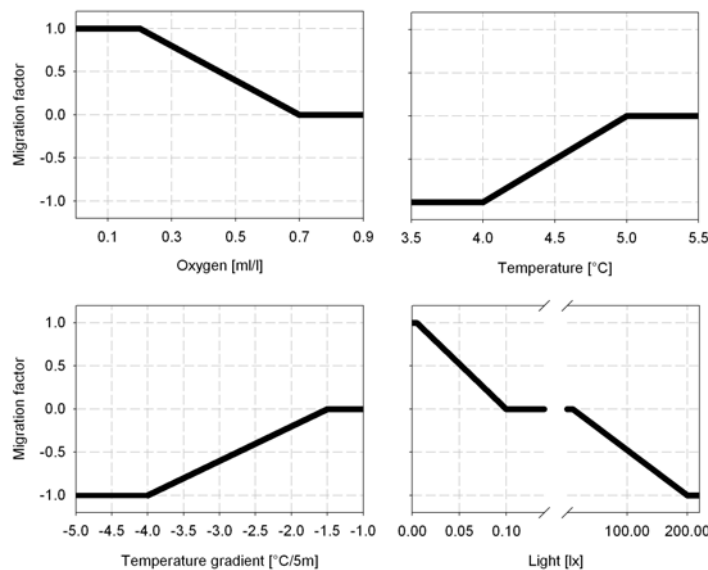 1.0
0.5
0.0
-0.5
-1.0
Migration factor
0.1 0.3 0.5 0.7 0.9
Oxygen [ml/l]
3.5 4.0 4.5 5.0 5.5
Temperature [°C]
1.0
0.5
0.0
-0.5
-1.0
Migration factor
-5.0 -4.5 -4.0 -3.5 -3.0 -2.5 -2.0 -1.5 -1.0
Temperature gradient [°C/5m]
0.00 0.05 0.10 100.00 200.00
Light [lx]